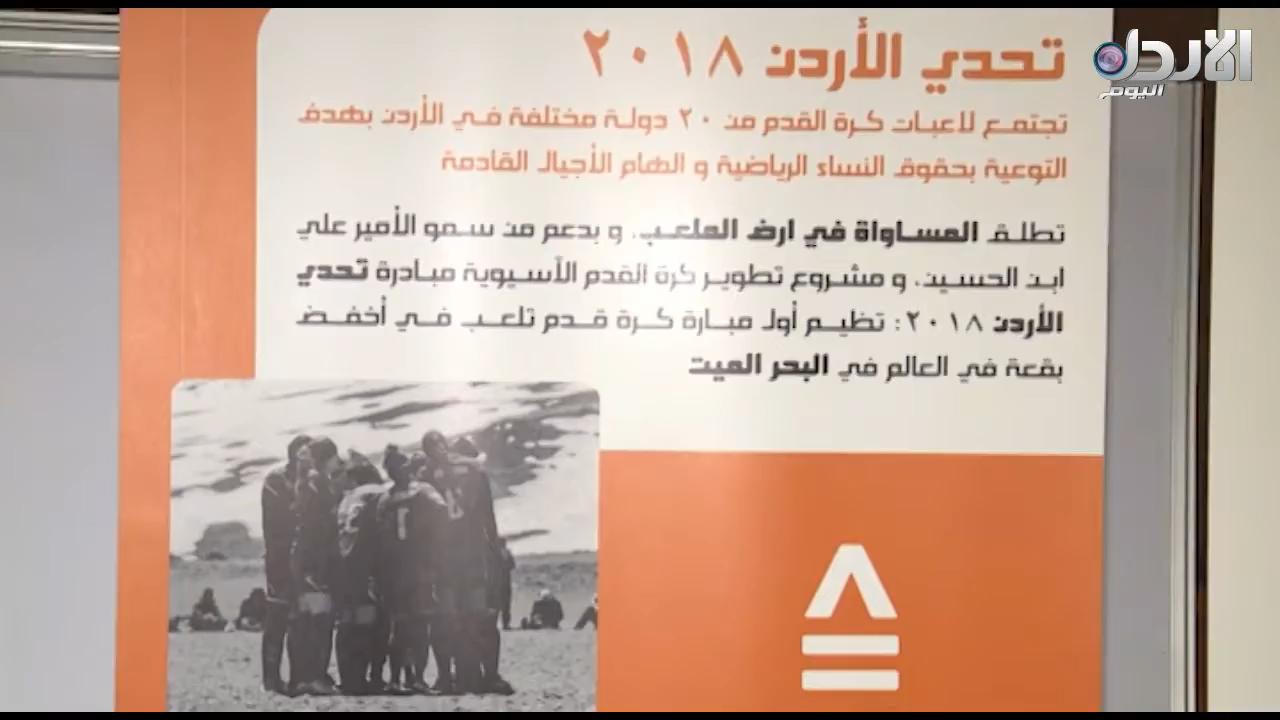 تحدي الأردن ٢٠١٨
تجتمع لاعبات كرة القدم من ٢٠ دولة مختلفة في الأردن بهدف
التوعية بحقوق النساء الرياضية و الهام الأجيال القادمة
تطلق المساواة في ارض الملعب، و بدعم من سمو الأمير علي
ابن الحسين، و مشروع تطوير كرة القدم الآسيوية مبادرة تحدي
الأردن ٢٠١٨: تظيم أول مبارة كرة قدم تلعب في أخفض
بقعة في العالم في البحر الميت
الاردن
اليوم